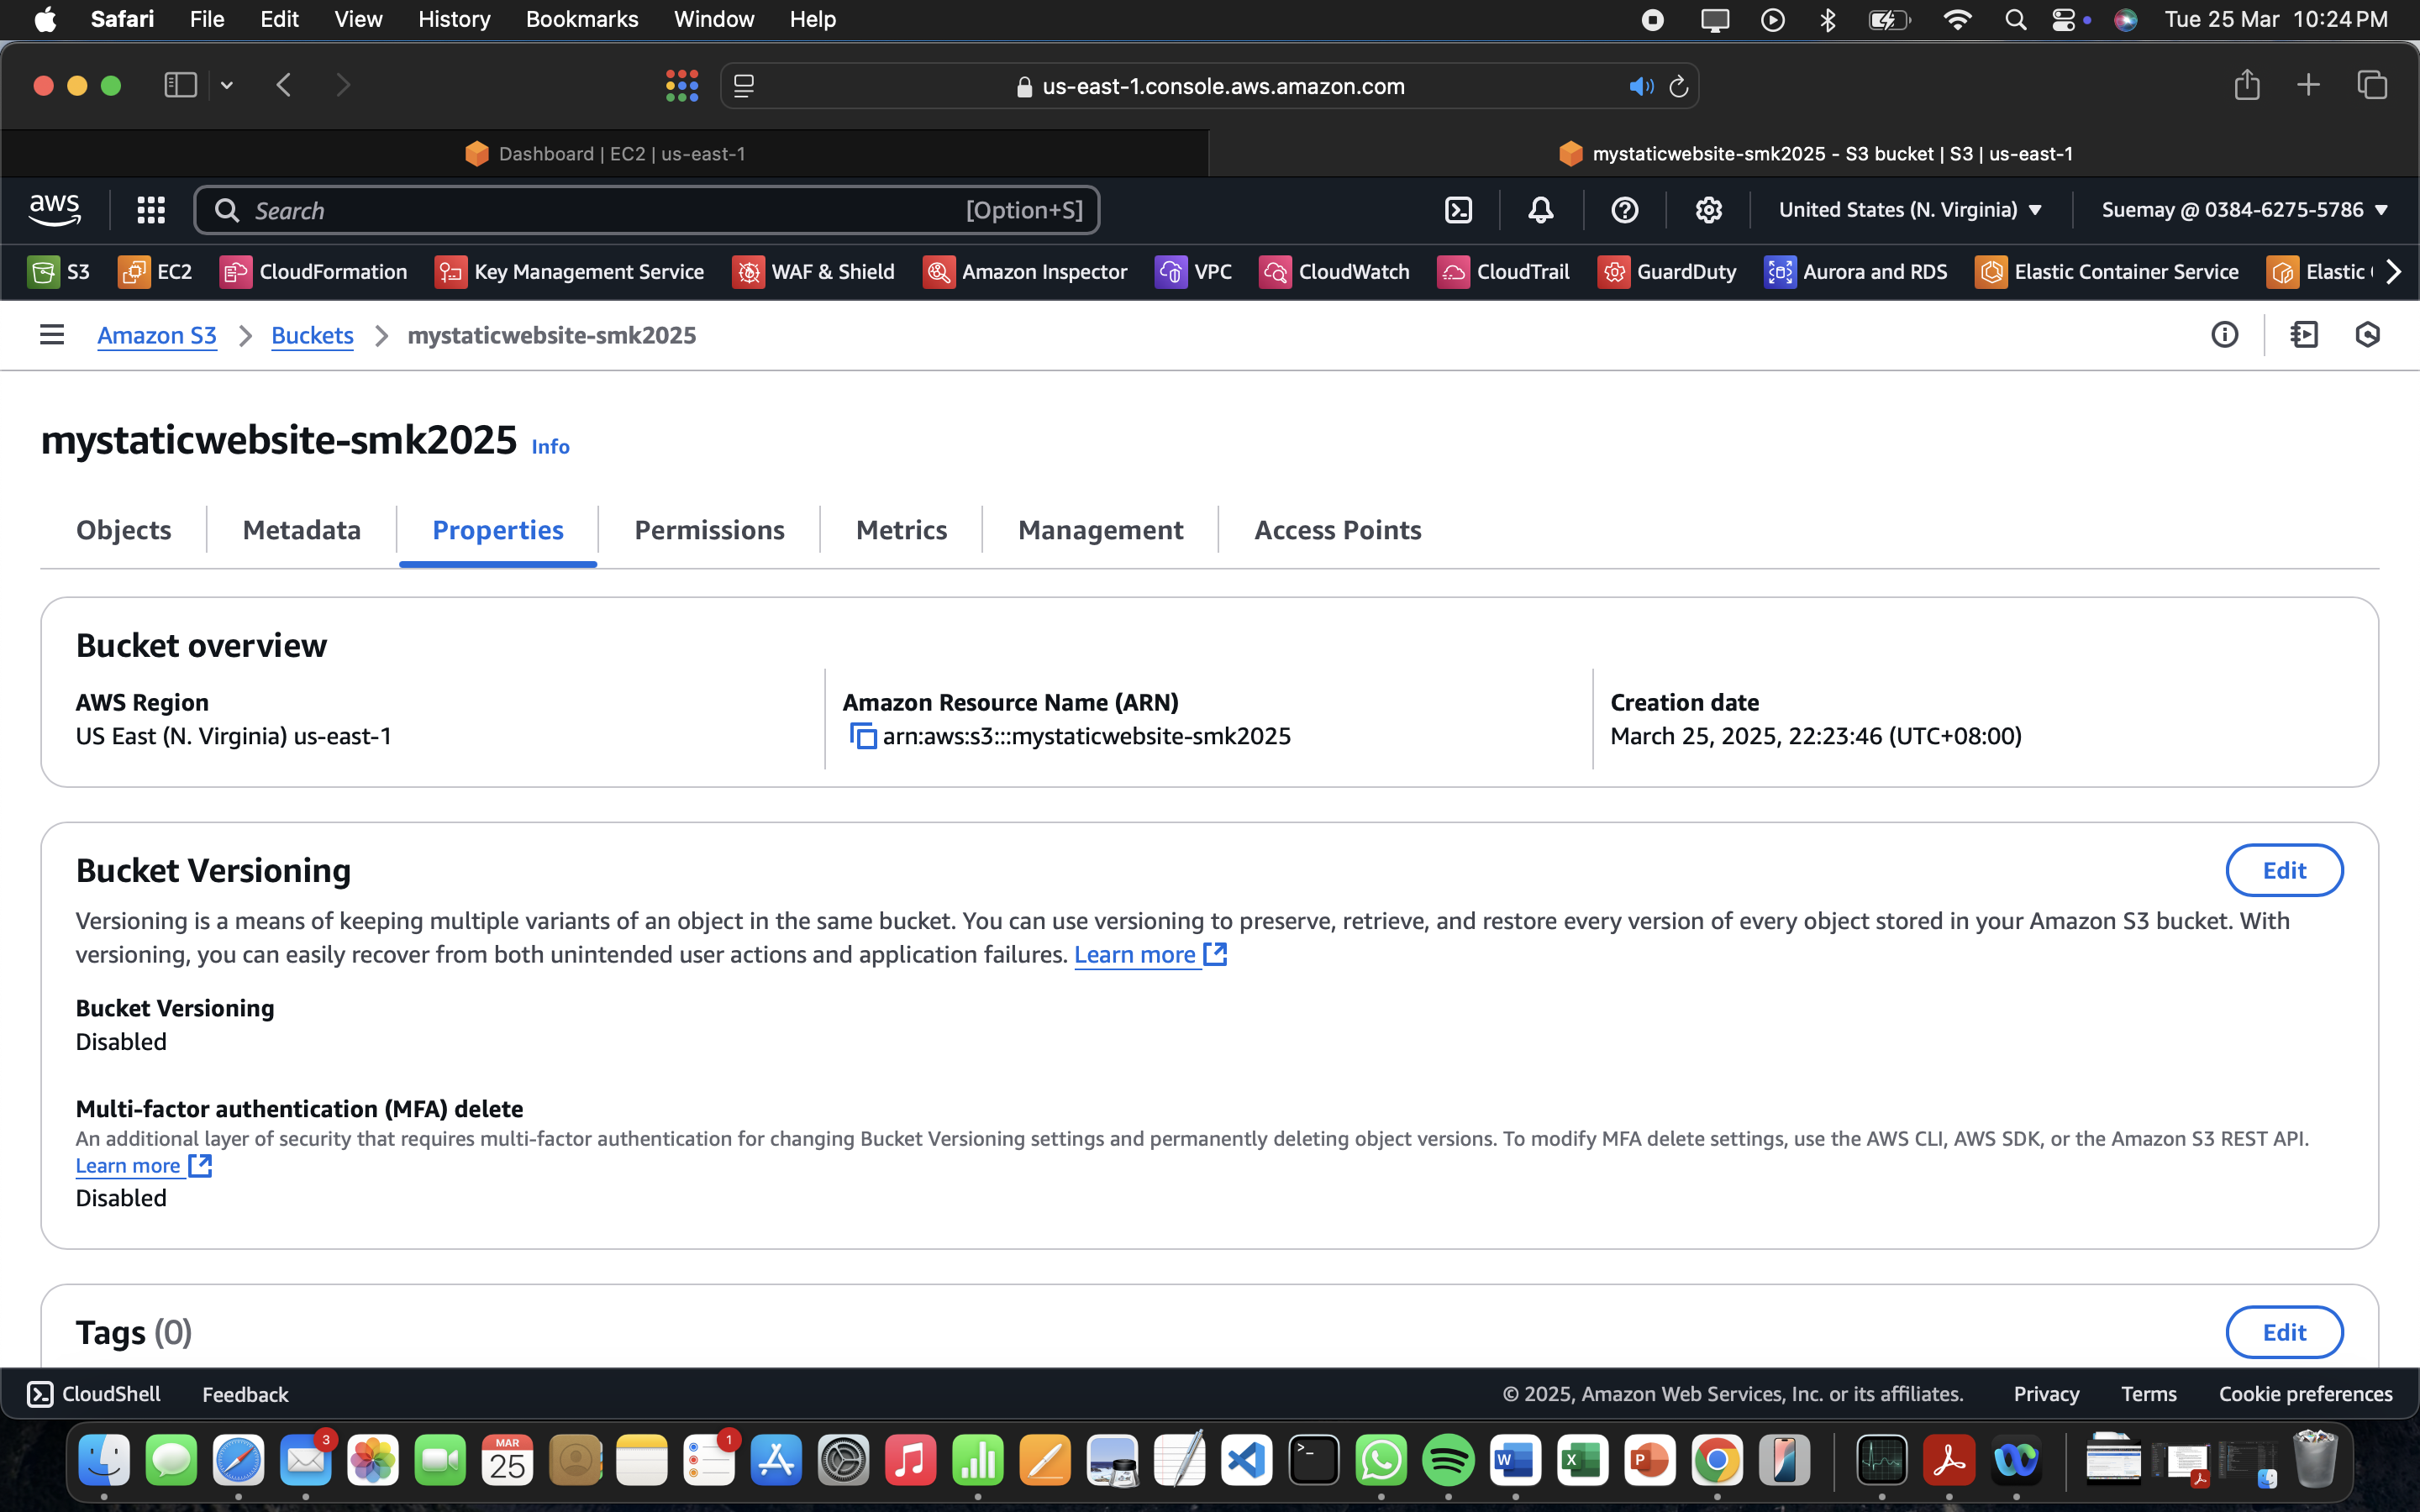 Safari File Edit View History Bookmarks Window Help Tue 25 Mar 10:24 PM
us-east-1.console.aws.amazon.com
Dashboard | EC2 | us-east-1 mystaticwebsite-smk2025 - S3 bucket | S3 | us-east-1
aws Search [Option+S] United States (N. Virginia) Suemay @ 0384-6275-5786
S3 EC2 CloudFormation Key Management Service WAF & Shield Amazon Inspector VPC CloudWatch CloudTrail GuardDuty Aurora and RDS Elastic Container Service Elastic
Amazon S3 Buckets mystaticwebsite-smk2025
mystaticwebsite-smk2025 Info
Objects Metadata Properties Permissions Metrics Management Access Points
Bucket overview
AWS Region Amazon Resource Name (ARN) Creation date
US East (N. Virginia) us-east-1 arn:aws:s3:::mystaticwebsite-smk2025 March 25, 2025, 22:23:46 (UTC+08:00)
Bucket Versioning Edit
Versioning is a means of keeping multiple variants of an object in the same bucket. You can use versioning to preserve, retrieve, and restore every version of every object stored in your Amazon S3 bucket. With
versioning, you can easily recover from both unintended user actions and application failures. Learn more
Bucket Versioning
Disabled
Multi-factor authentication (MFA) delete
An additional layer of security that requires multi-factor authentication for changing Bucket Versioning settings and permanently deleting object versions. To modify MFA delete settings, use the AWS CLI, AWS SDK, or the Amazon S3 REST API.
Learn more
Disabled
Tags (0) Edit
CloudShell Feedback © 2025, Amazon Web Services, Inc. or its affiliates. Privacy Terms Cookie preferences
3 MAR 25 1 W X P